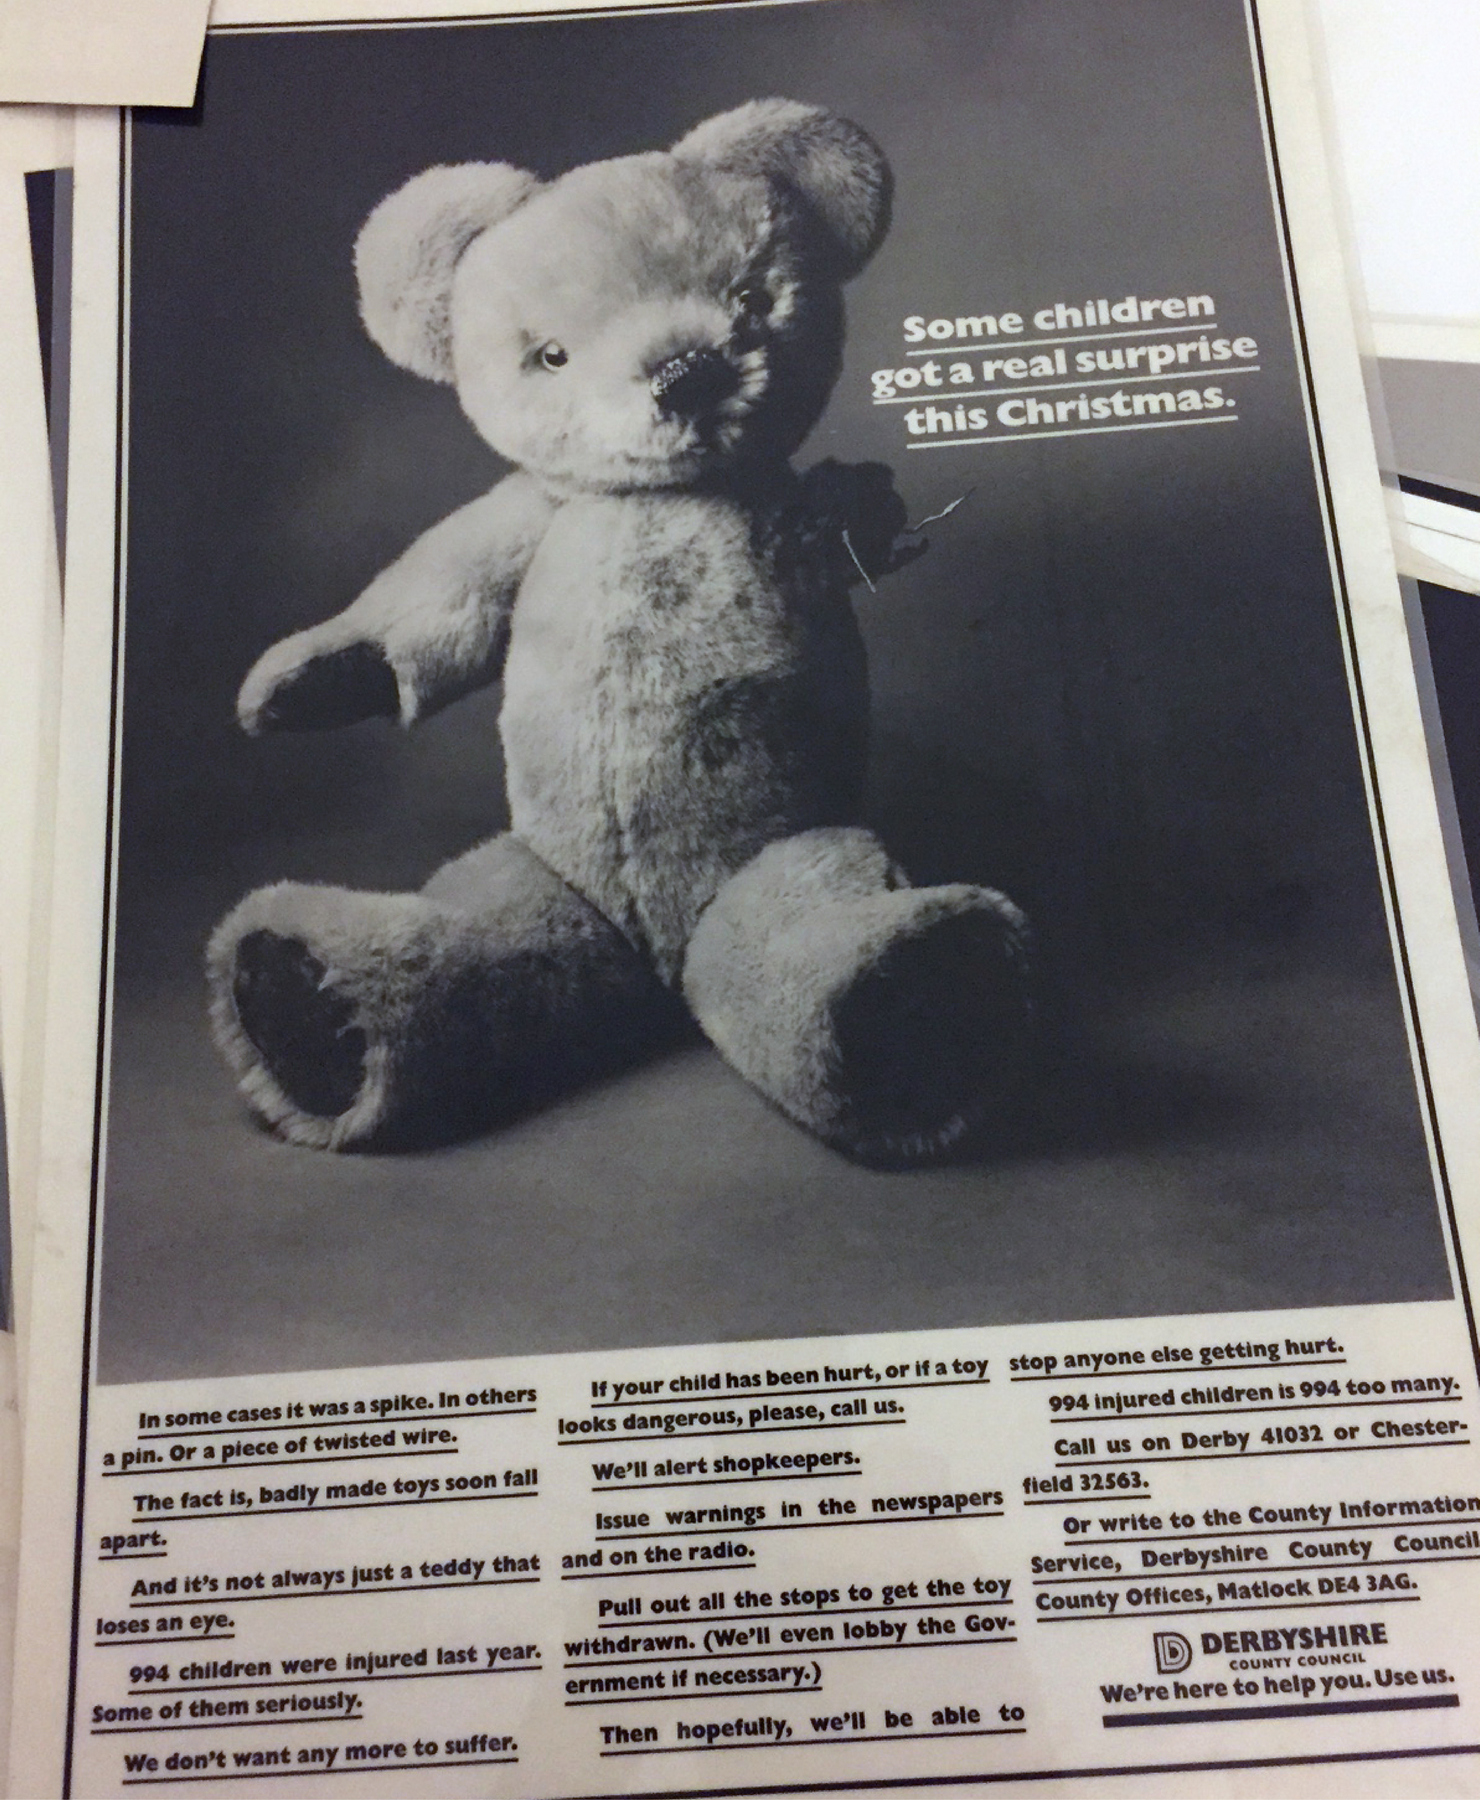 Some children
got a real surprise
this Christmas.
In some cases it was a spike. In others
a pin. Or a piece of twisted wire.
The fact is, badly made toys soon fall
apart.
And it's not always just a teddy that
loses an eye.
994 children were injured last year.
Some of them seriously.
We don't want any more to suffer.
If your child has been hurt, or if a toy
looks dangerous, please, call us.
We'll alert shopkeepers.
Issue warnings in the newspapers
and on the radio.
Pull out all the stops to get the toy
withdrawn. (We'll even lobby the Gov-
ernment if necessary.)
Then hopefully, we'll be able to
stop anyone else getting hurt.
994 injured children is 994 too many.
Call us on Derby 41032 or Chester-
field 32563.
Or write to the County Information
Service, Derbyshire County Council
County Offices, Matlock DE4 3AG.
DERBYSHIRE
COUNTY COUNCIL
We're here to help you. Use us.